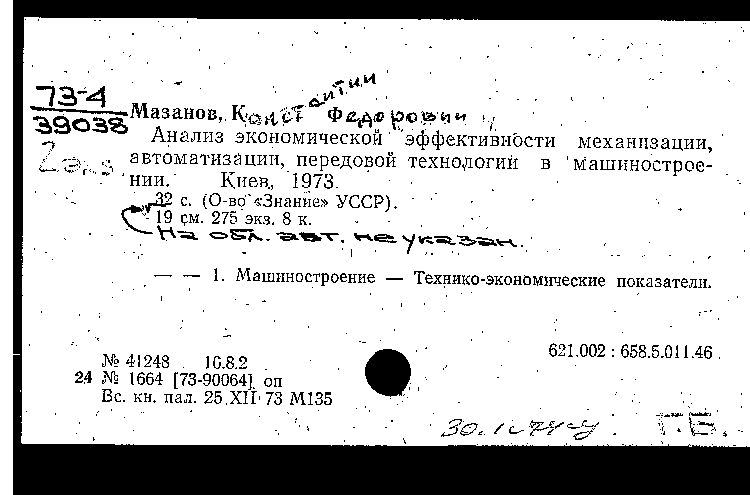 73-4
39038
2 экз
Мазанов, Константин Федорович
Анализ экономической эффективности механизации,
автоматизации, передовой технологии в машинострое-
нии. Киев, 1973.
32 с. (О-во «Знание» УССР).
19 см. 275 экз. 8 к.
На обл. авт. не указан.
— — 1. Машиностроение — Технико-экономические показатели.
621.002 : 658.5.011.46
№ 41248 10.8.2
24 № 1664 [73-90064] оп
Вс. кн. пал. 25 XII 73 М135
Г.Б.